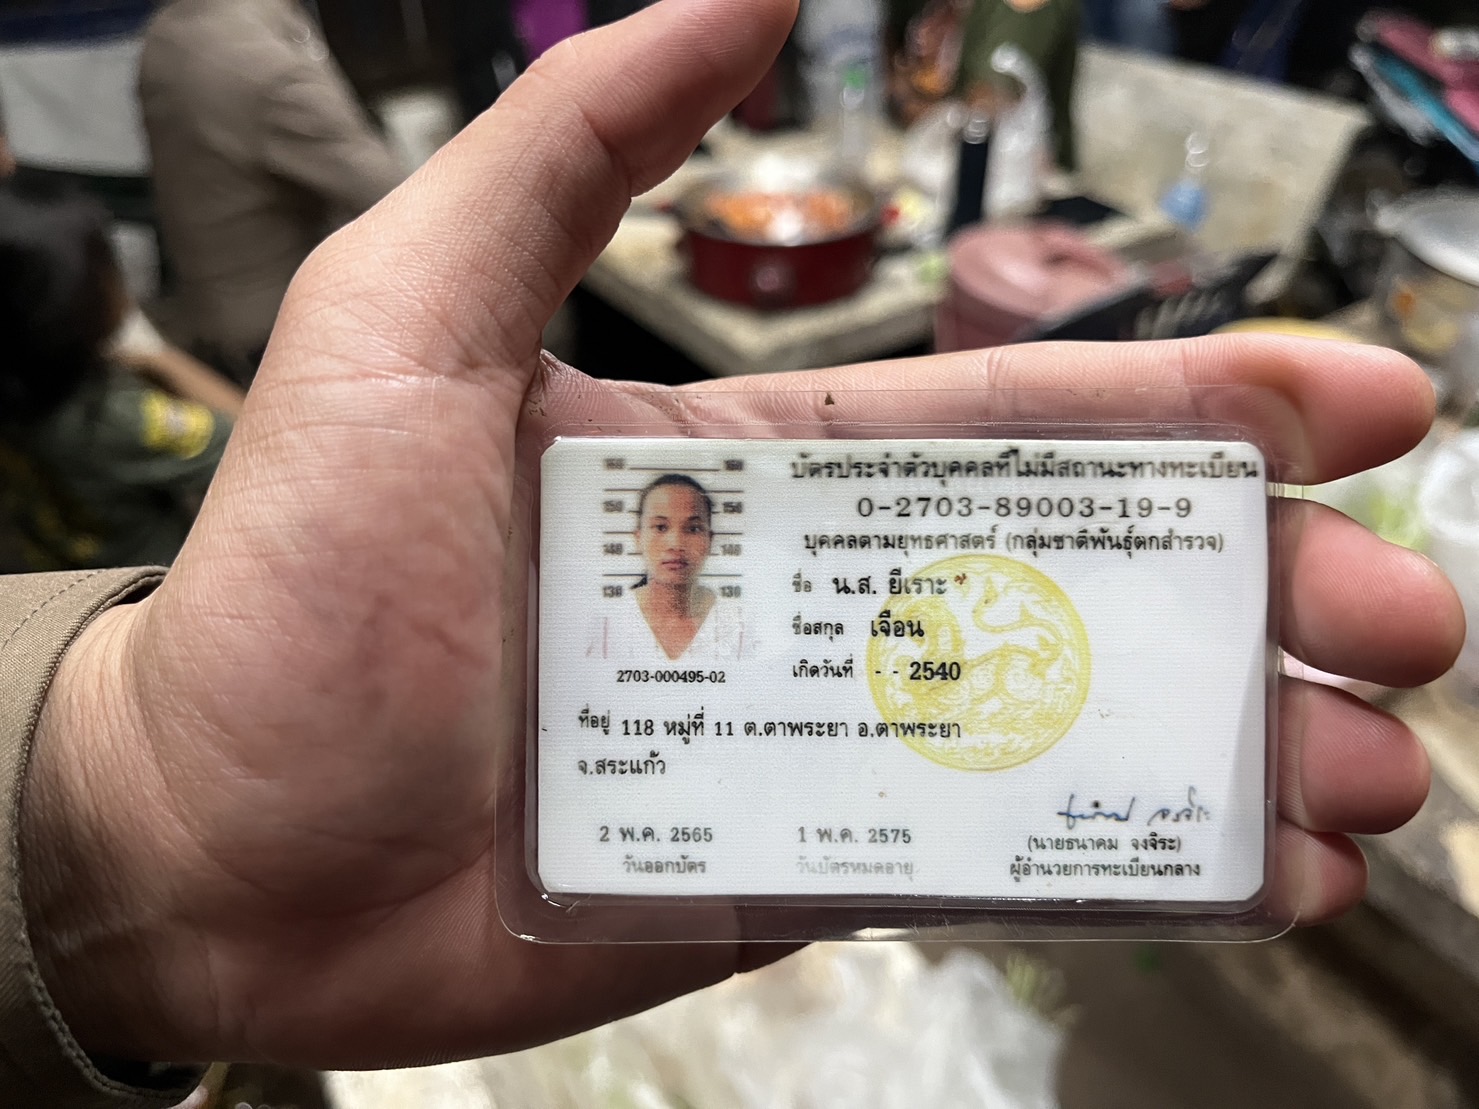 บัตรประจำตัวบุคคลที่ไม่มีสถานะทางทะเบียน
0-2703-89003-19-9
บุคคลตามยุทธศาสตร์ (กลุ่มชาติพันธุ์ตกสำรวจ)
ชื่อ น.ส. ยีเราะ
ชื่อสกุล เจือน
เกิดวันที่ - - 2540
160 160
150 150
140 140
130 130
2703-000495-02
ที่อยู่ 118 หมู่ที่ 11 ต.ตาพระยา อ.ตาพระยา
จ.สระแก้ว
2 พ.ค. 2565
วันออกบัตร
1 พ.ค. 2575
วันบัตรหมดอายุ
(นายธนาคม จงจิระ)
ผู้อำนวยการทะเบียนกลาง